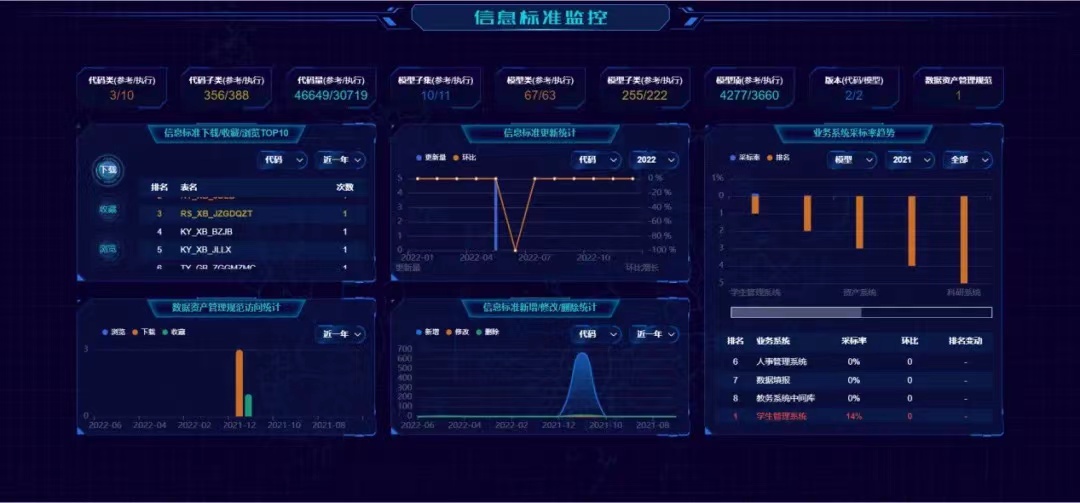 信息标准监控
代码类(参考/执行) 代码子类(参考/执行) 代码量(参考/执行) 模型子集(参考/执行) 模型类(参考/执行) 模型子类(参考/执行) 模型项(参考/执行) 版本(代码/模型) 数据资产管理规范
3/10 356/388 46649/30719 10/11 67/63 255/222 4277/3660 2/2 1
信息标准下载/收藏/浏览TOP10
代码 近一年
下载
收藏
浏览
排名 表名 次数
3 RS_XB_JZGDQZT 1
4 KY_XB_BZJB 1
5 KY_XB_JLLX 1
信息标准更新统计
更新量 环比 代码 2022
5 0 %
4 -20 %
3 -40 %
2 -60 %
1 -80 %
0 -100 %
2022-01 2022-04 2022-07 2022-10
更新量 环比增长
业务系统采标率趋势
采标率 排名 模型 2021 全部
1%
0
1
2
3
4
5
学生管理系统 资产系统 科研系统
排名 业务系统 采标率 环比 排名变动
6 人事管理系统 0% 0 -
7 数据填报 0% 0 -
8 教务系统中间库 0% 0 -
1 学生管理系统 14% 0 -
数据资产管理规范访问统计
浏览 下载 收藏 近一年
3
0
2022-06 2022-04 2022-02 2021-12 2021-10 2021-08
信息标准新增/修改/删除统计
新增 修改 删除 代码 近一年
700
600
500
400
300
200
100
0
2022-06 2022-04 2022-02 2021-12 2021-10 2021-08